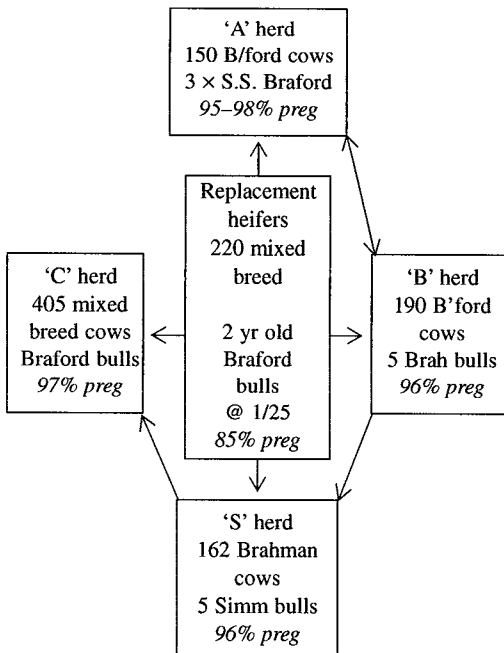 ‘A’ herd
150 B/ford cows
3 × S.S. Braford
95–98% preg
Replacement
heifers
220 mixed
breed
2 yr old
Braford
bulls
@ 1/25
85% preg
‘C’ herd
405 mixed
breed cows
Braford bulls
97% preg
‘B’ herd
190 B’ford
cows
5 Brah bulls
96% preg
‘S’ herd
162 Brahman
cows
5 Simm bulls
96% preg